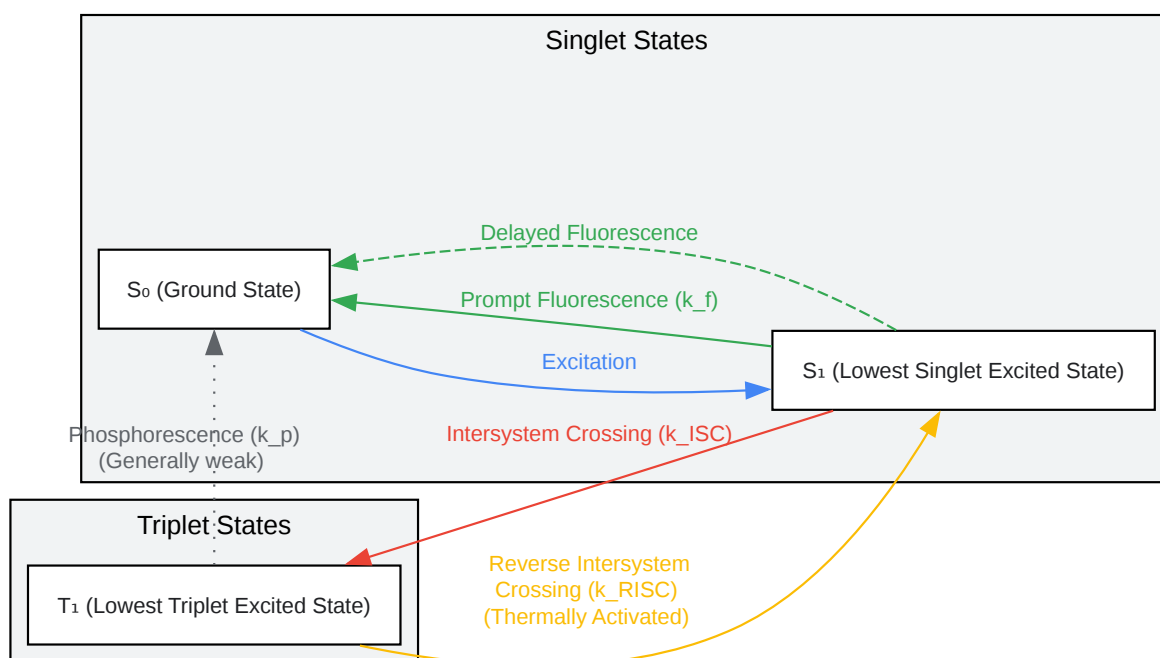 Singlet States
Delayed Fluorescence
S₀ (Ground State)
Prompt Fluorescence (k_f)
Excitation
S₁ (Lowest Singlet Excited State)
Phosphorescence (k_p)
(Generally weak)
Intersystem Crossing (k_ISC)
Triplet States
T₁ (Lowest Triplet Excited State)
Reverse Intersystem
Crossing (k_RISC)
(Thermally Activated)